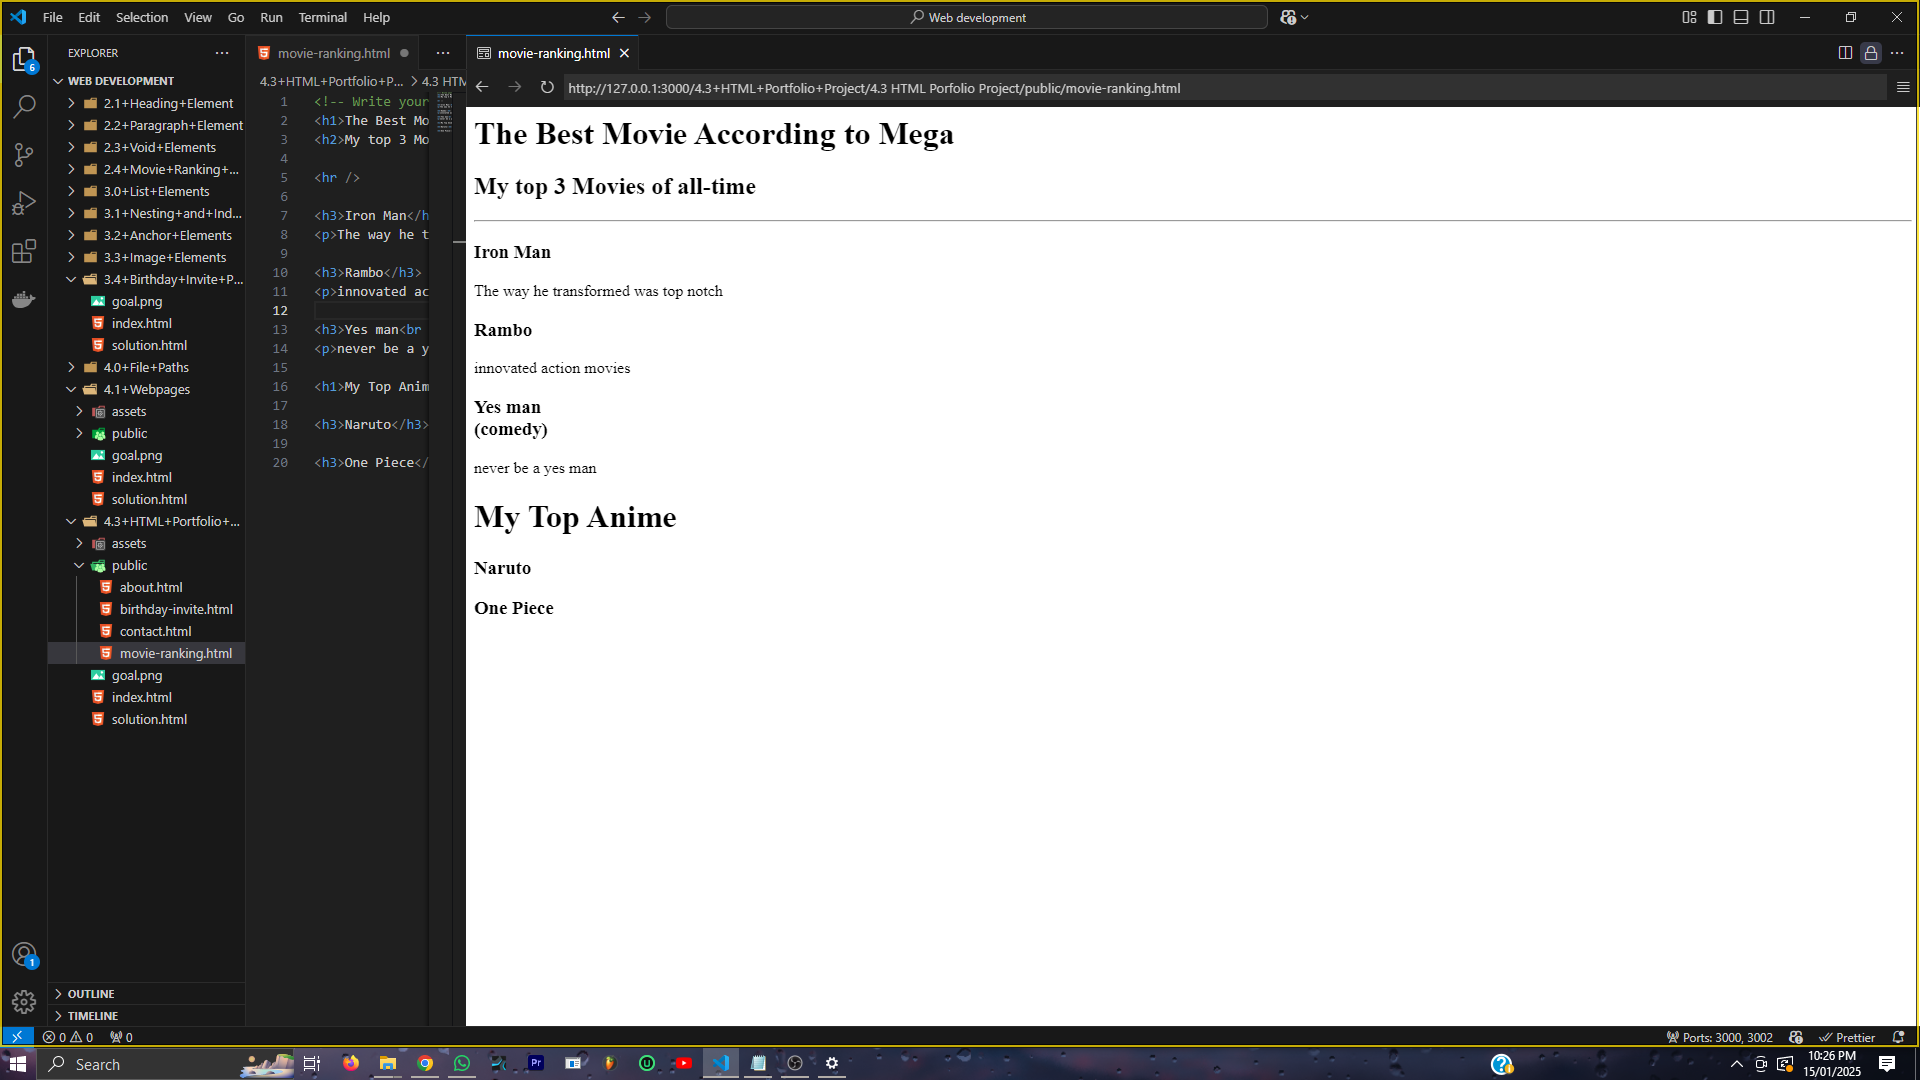 File Edit Selection View Go Run Terminal Help
Web development
EXPLORER
movie-ranking.html
movie-ranking.html
WEB DEVELOPMENT
2.1+Heading+Element
2.2+Paragraph+Element
2.3+Void+Elements
2.4+Movie+Ranking+...
3.0+List+Elements
3.1+Nesting+and+Ind...
3.2+Anchor+Elements
3.3+Image+Elements
3.4+Birthday+Invite+P...
goal.png
index.html
solution.html
4.0+File+Paths
4.1+Webpages
assets
public
goal.png
index.html
solution.html
4.3+HTML+Portfolio+...
assets
public
about.html
birthday-invite.html
contact.html
movie-ranking.html
goal.png
index.html
solution.html
OUTLINE
TIMELINE
4.3+HTML+Portfolio+P... > 4.3 HTM
1 <!-- Write your
2 <h1>The Best Mo
3 <h2>My top 3 Mo
4
5 <hr />
6
7 <h3>Iron Man</h
8 <p>The way he t
9
10 <h3>Rambo</h3>
11 <p>innovated ac
12
13 <h3>Yes man<br
14 <p>never be a y
15
16 <h1>My Top Anim
17
18 <h3>Naruto</h3>
19
20 <h3>One Piece</
http://127.0.0.1:3000/4.3+HTML+Portfolio+Project/4.3 HTML Porfolio Project/public/movie-ranking.html
The Best Movie According to Mega
My top 3 Movies of all-time
Iron Man
The way he transformed was top notch
Rambo
innovated action movies
Yes man
(comedy)
never be a yes man
My Top Anime
Naruto
One Piece
6
1
0 0 0
Ports: 3000, 3002 Prettier
Search
Pr
10:26 PM
15/01/2025